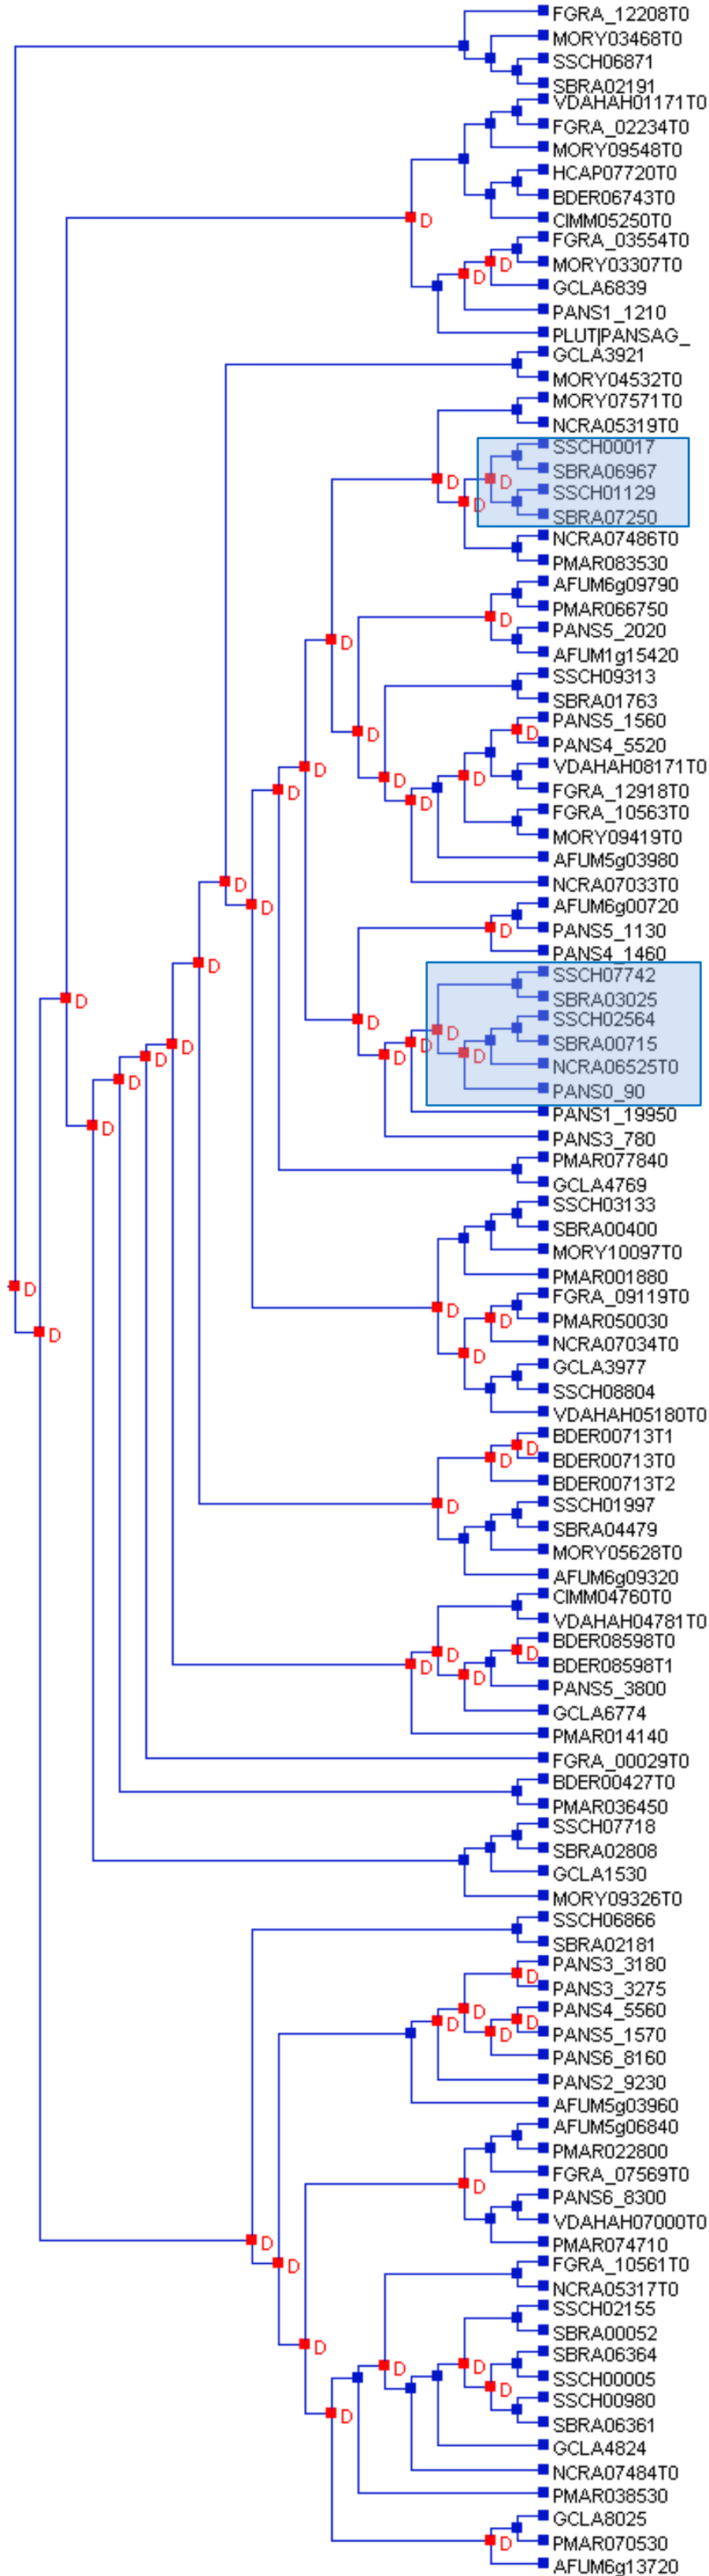 FGRA_12208T0
MORY03468T0
SSCH06871
SBRA02191
VDAHAH01171T0
FGRA_02234T0
MORY09548T0
HCAP07720T0
BDER06743T0
CIMM05250T0
D
FGRA_03554T0
MORY03307T0
D
D
GCLA6839
PANS1_1210
PLUT|PANSAG_
GCLA3921
MORY04532T0
MORY07571T0
NCRA05319T0
SSCH00017
SBRA06967
D
D
SSCH01129
D
SBRA07250
NCRA07486T0
PMAR083530
AFUM6g09790
PMAR066750
D
PANS5_2020
D
AFUM1g15420
SSCH09313
SBRA01763
PANS5_1560
D
D
PANS4_5520
VDAHAH08171T0
D
D
D
FGRA_12918T0
D
D
FGRA_10563T0
MORY09419T0
AFUM5g03980
NCRA07033T0
D
D
AFUM6g00720
PANS5_1130
D
PANS4_1460
D
SSCH07742
SBRA03025
D
SSCH02564
D
D
SBRA00715
D
D
D
D
D
NCRA06525T0
D
PANS0_90
PANS1_19950
D
PANS3_780
PMAR077840
GCLA4769
SSCH03133
SBRA00400
MORY10097T0
PMAR001880
D
FGRA_09119T0
D
D
PMAR050030
D
NCRA07034T0
D
GCLA3977
SSCH08804
VDAHAH05180T0
BDER00713T1
D
D
BDER00713T0
BDER00713T2
D
SSCH01997
SBRA04479
MORY05628T0
AFUM6g09320
CIMM04760T0
VDAHAH04781T0
BDER08598T0
D
D
D
BDER08598T1
D
PANS5_3800
GCLA6774
PMAR014140
FGRA_00029T0
BDER00427T0
PMAR036450
SSCH07718
SBRA02808
GCLA1530
MORY09326T0
SSCH06866
SBRA02181
PANS3_3180
D
PANS3_3275
D
PANS4_5560
D
D
D
PANS5_1570
PANS6_8160
PANS2_9230
AFUM5g03960
AFUM5g06840
PMAR022800
FGRA_07569T0
D
PANS6_8300
VDAHAH07000T0
D
PMAR074710
D
FGRA_10561T0
NCRA05317T0
SSCH02155
SBRA00052
D
SBRA06364
D
D
SSCH00005
D
SSCH00980
D
SBRA06361
GCLA4824
NCRA07484T0
PMAR038530
GCLA8025
D
PMAR070530
AFUM6g13720